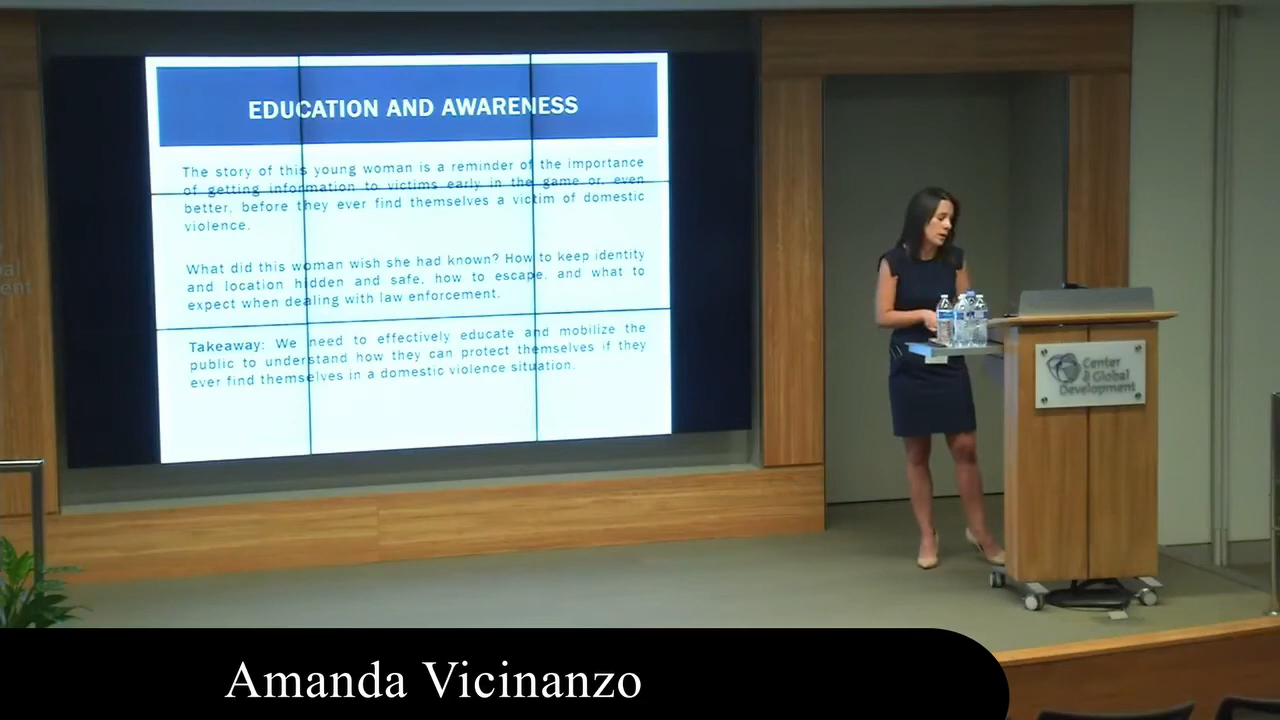 EDUCATION AND AWARENESS
The story of this young woman is a reminder of the importance
of getting information to victims early in the game or, even
better, before they ever find themselves a victim of domestic
violence.
What did this woman wish she had known? How to keep identity
and location hidden and safe, how to escape, and what to
expect when dealing with law enforcement.
Takeaway: We need to effectively educate and mobilize the
public to understand how they can protect themselves if they
ever find themselves in a domestic violence situation.
Center
Global
Development
Amanda Vicinanzo